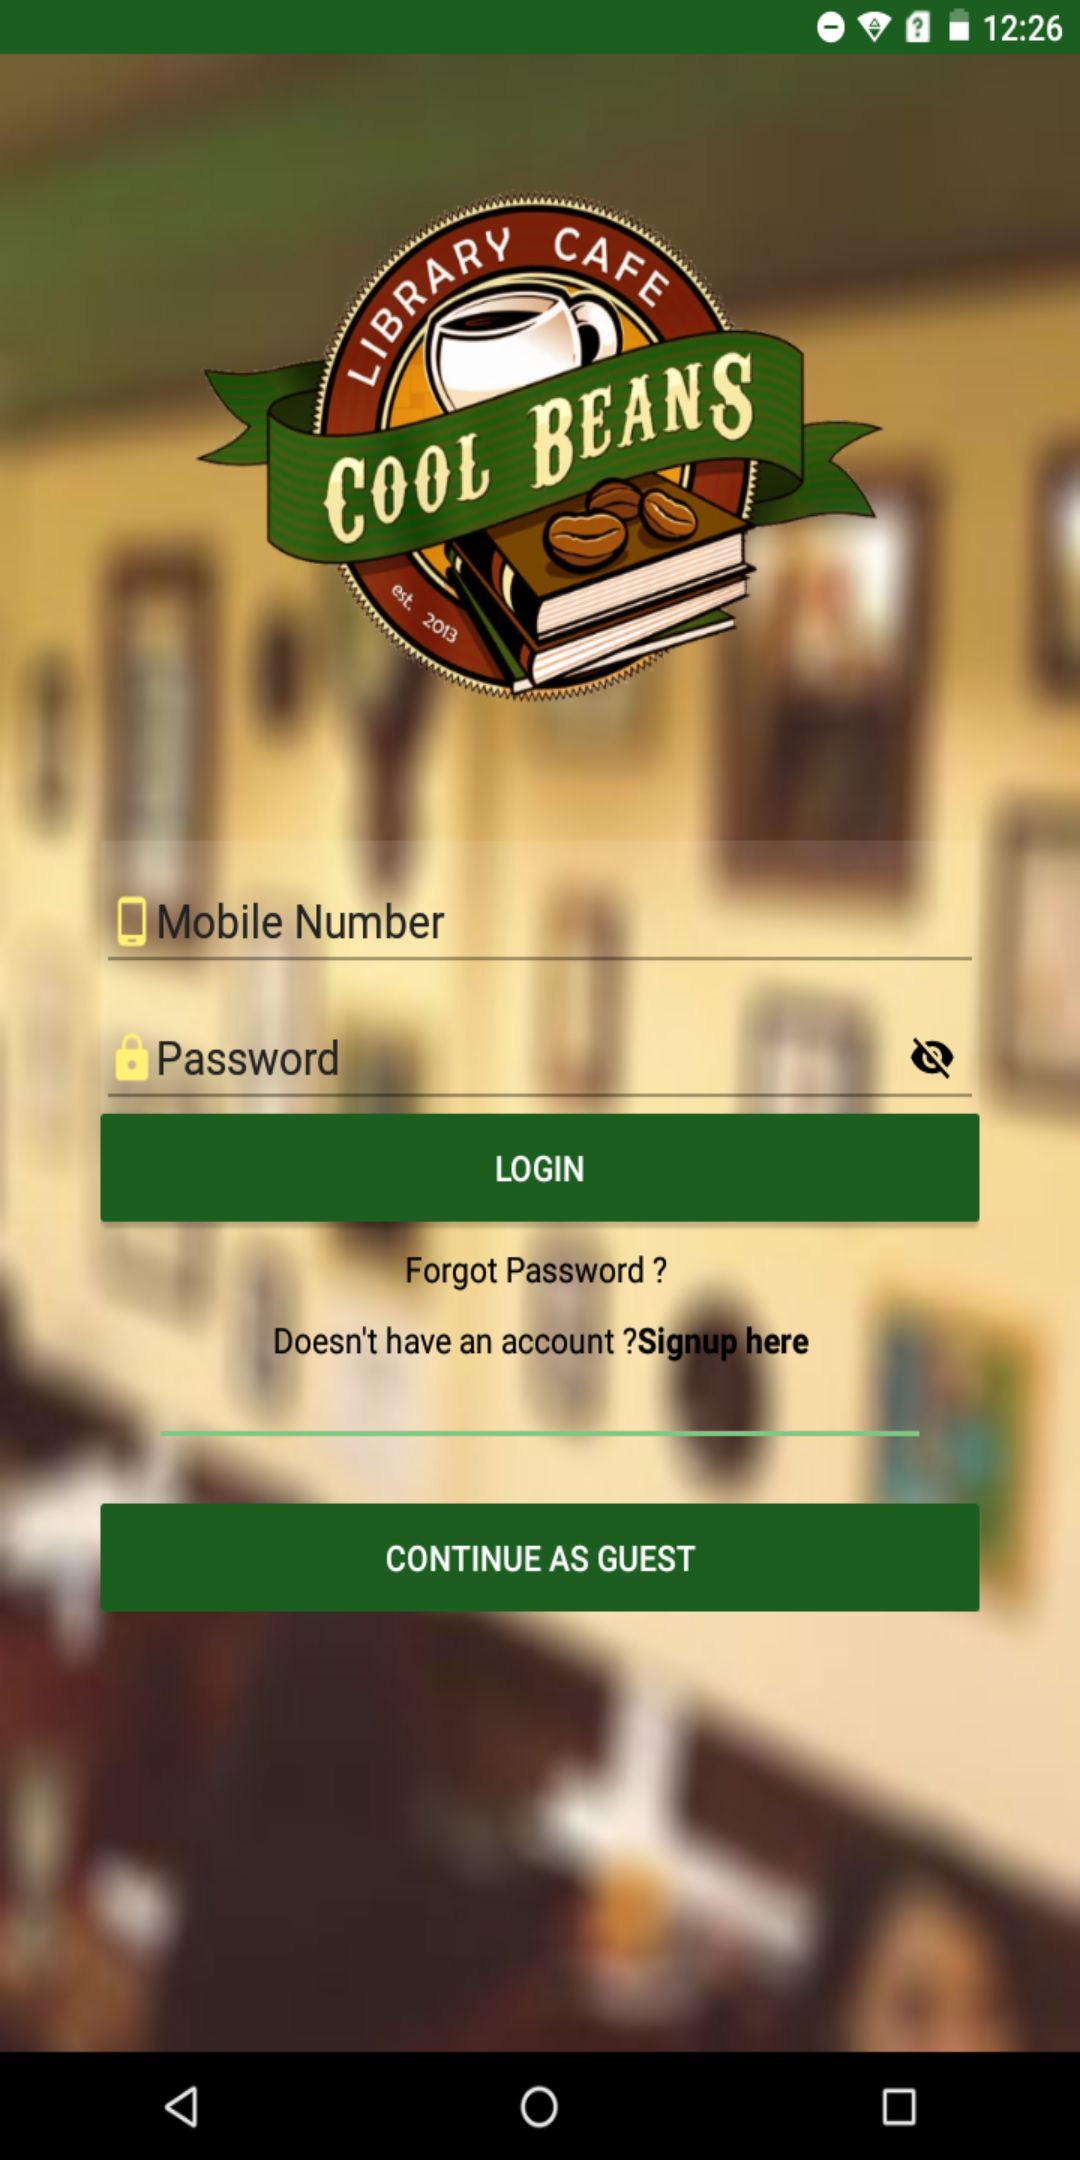 12:26
LIBRARY CAFE
COOL BEANS
est. 2013
Mobile Number
Password
LOGIN
Forgot Password ?
Doesn't have an account ?Signup here
CONTINUE AS GUEST